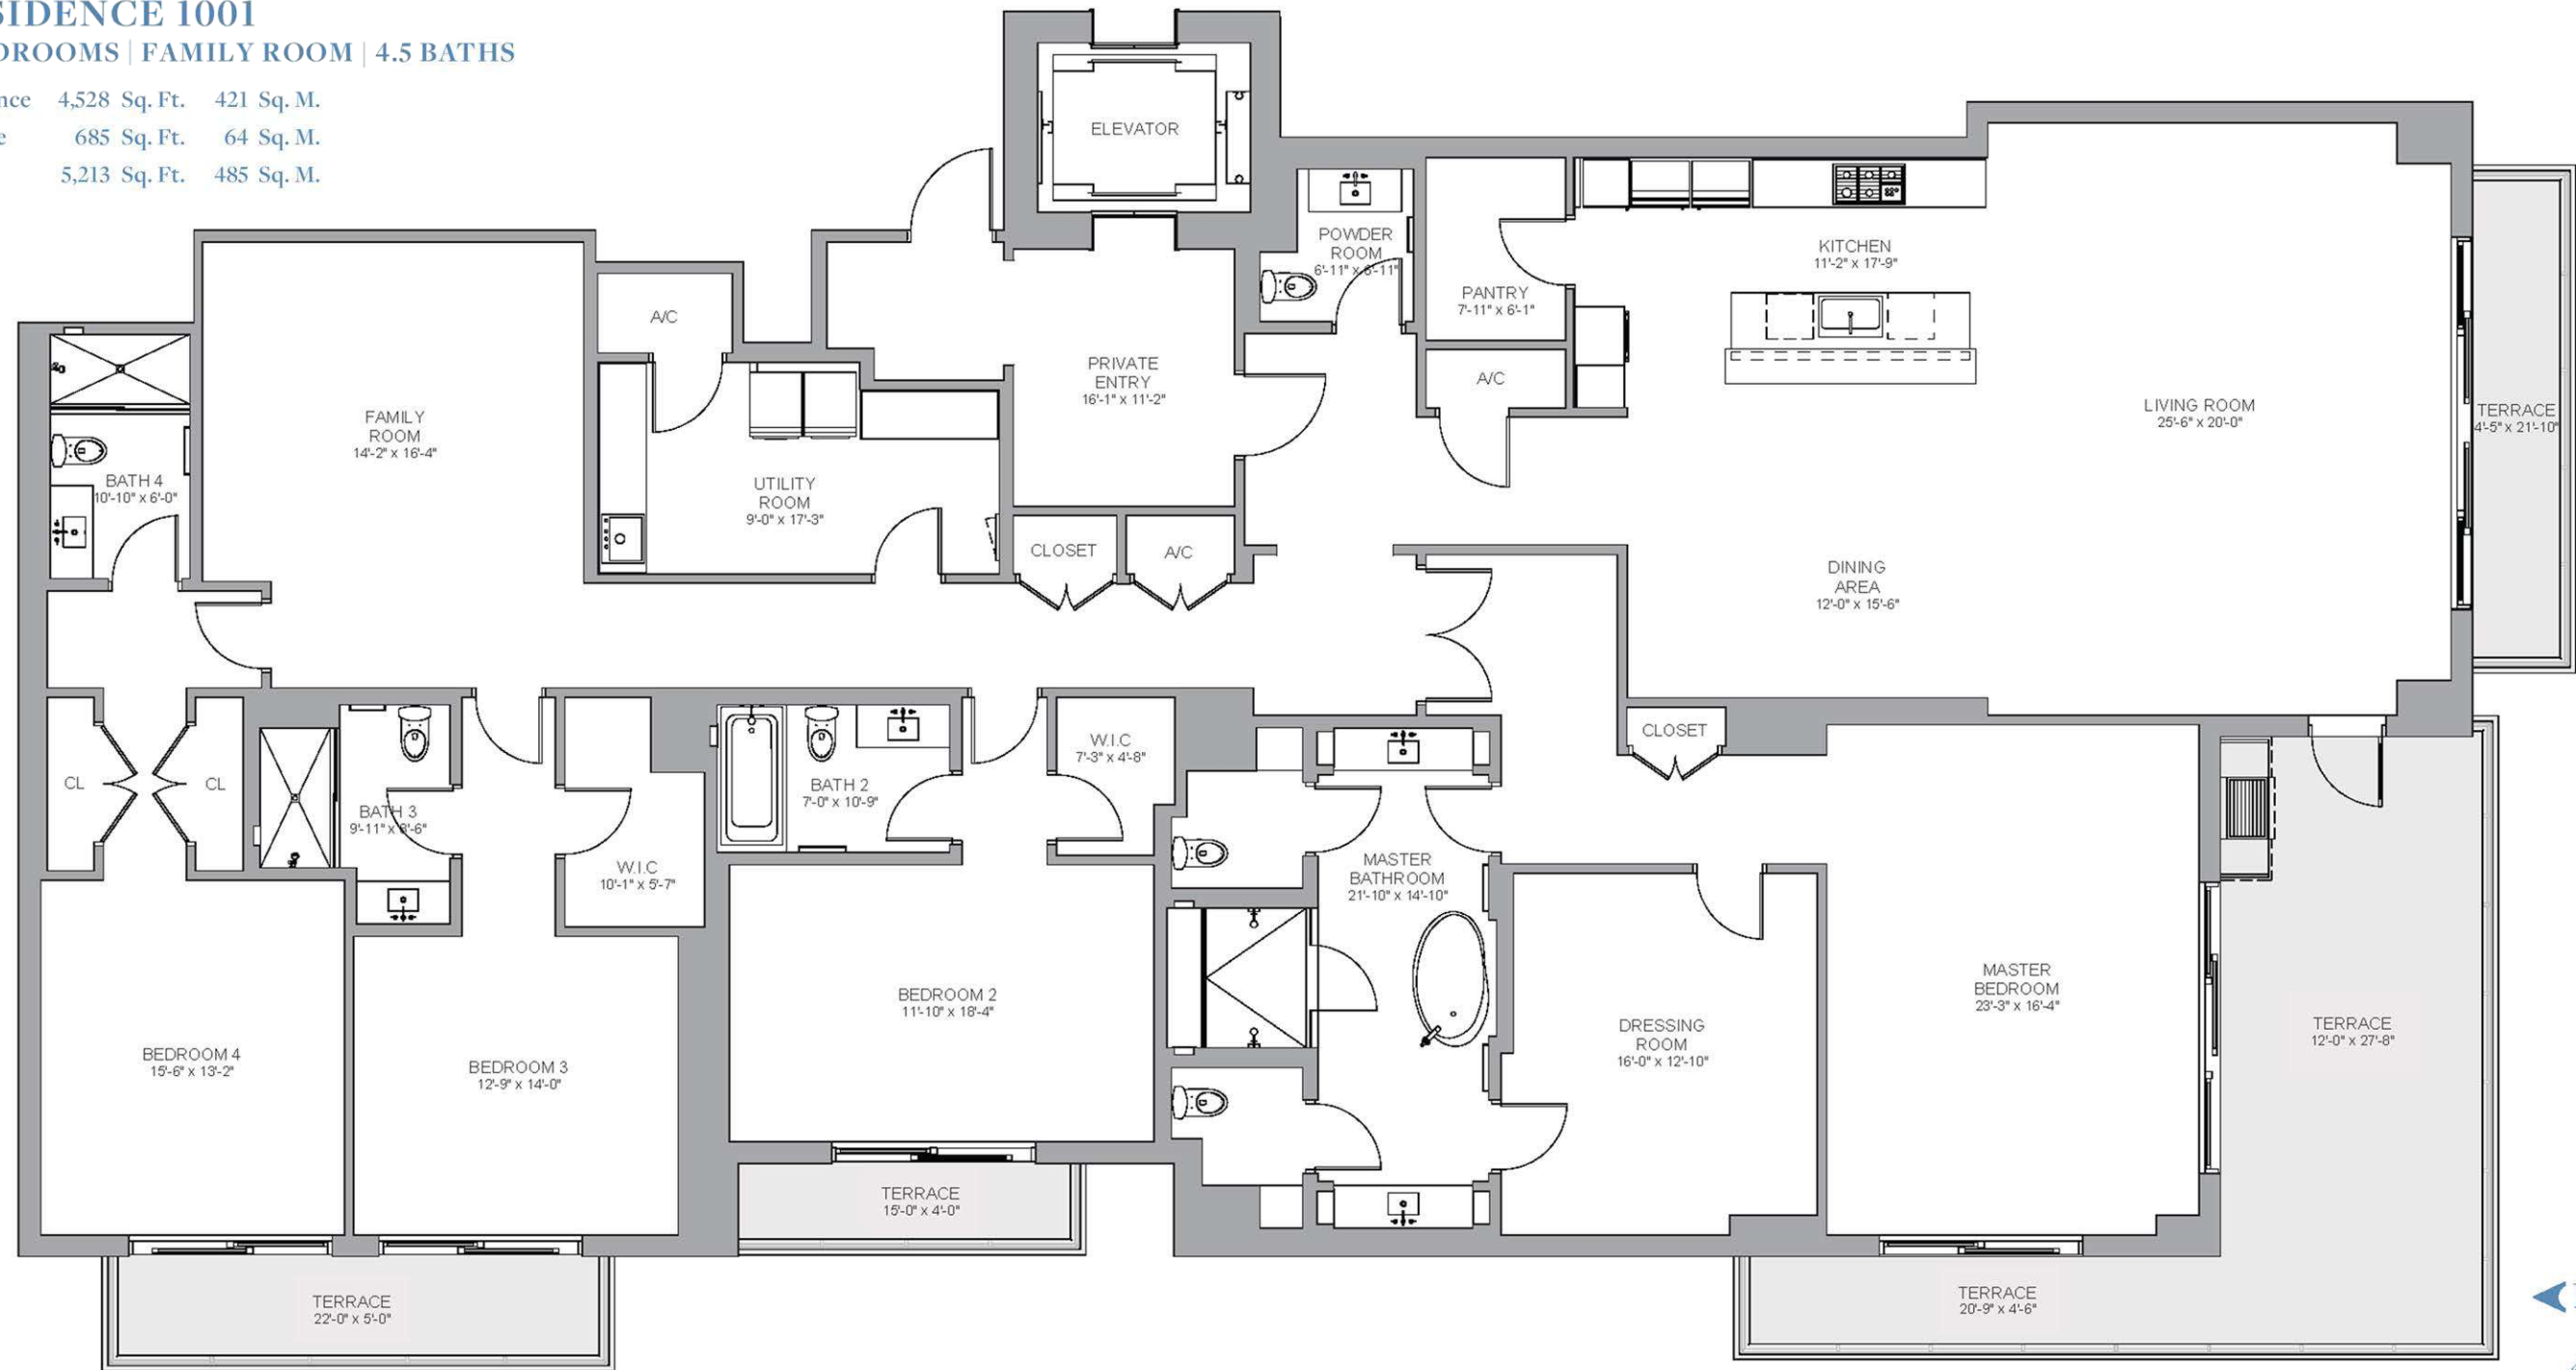 SIDENCE 1001
DROOMS | FAMILY ROOM | 4.5 BATHS
nce 4,528 Sq. Ft. 421 Sq. M.
e 685 Sq. Ft. 64 Sq. M.
5,213 Sq. Ft. 485 Sq. M.
ELEVATOR
POWDER
ROOM
6'-11" x 6'-11"
KITCHEN
11'-2" x 17'-9"
PANTRY
7'-11" x 6'-1"
A/C
PRIVATE
ENTRY
16'-1" x 11'-2"
A/C
LIVING ROOM
25'-6" x 20'-0"
TERRACE
4'-5" x 21'-10"
FAMILY
ROOM
14'-2" x 16'-4"
BATH 4
10'-10" x 6'-0"
UTILITY
ROOM
9'-0" x 17'-3"
CLOSET
A/C
DINING
AREA
12'-0" x 15'-6"
CLOSET
W.I.C
7'-3" x 4'-8"
CL
CL
BATH 2
7'-0" x 10'-9"
BATH 3
9'-11" x 8'-6"
W.I.C
10'-1" x 5'-7"
MASTER
BATHROOM
21'-10" x 14'-10"
BEDROOM 2
11'-10" x 18'-4"
MASTER
BEDROOM
23'-3" x 16'-4"
DRESSING
ROOM
16'-0" x 12'-10"
TERRACE
12'-0" x 27'-8"
BEDROOM 4
15'-6" x 13'-2"
BEDROOM 3
12'-9" x 14'-0"
TERRACE
15'-0" x 4'-0"
TERRACE
22'-0" x 5'-0"
TERRACE
20'-9" x 4'-6"